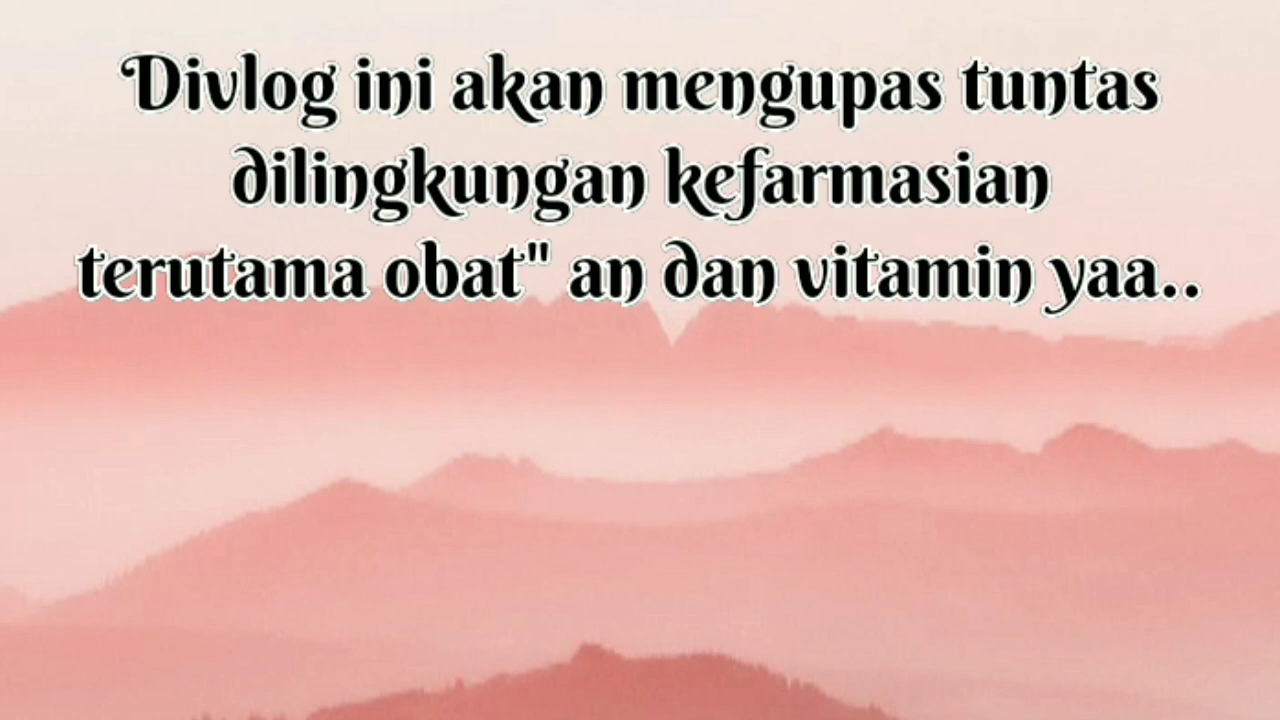 Divlog ini akan mengupas tuntas
dilingkungan kefarmasian
terutama obat" an dan vitamin yaa..